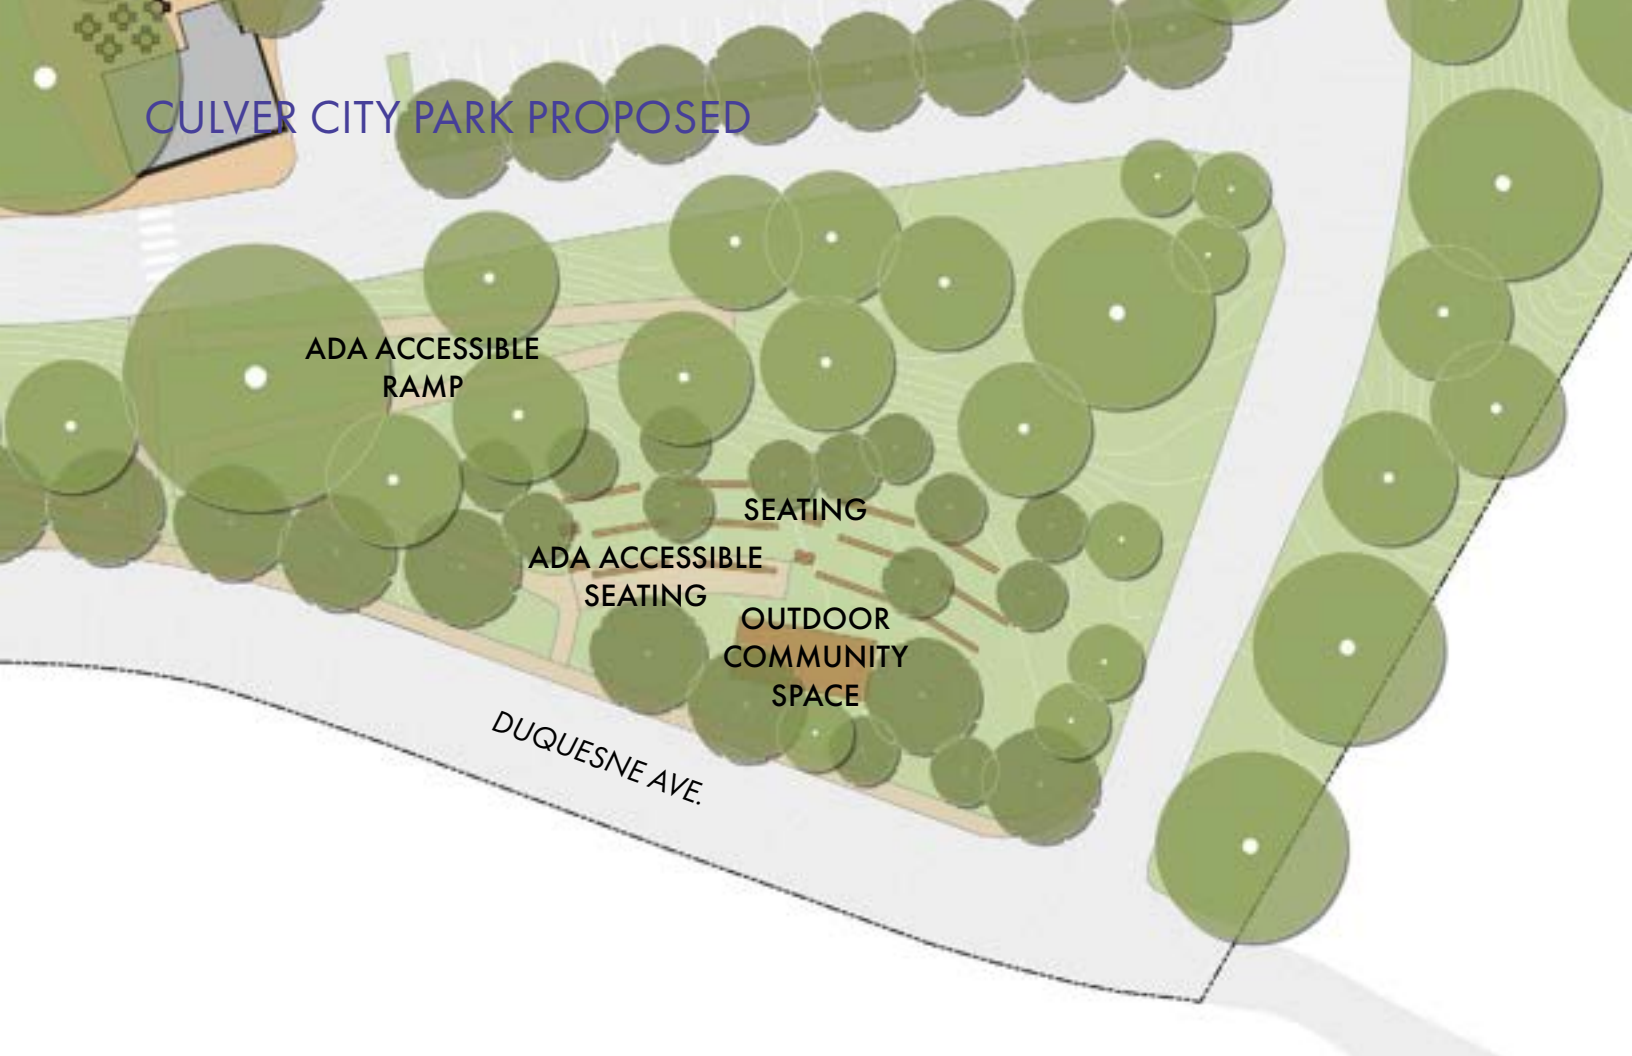 CULVER CITY PARK PROPOSED
ADA ACCESSIBLE
RAMP
SEATING
ADA ACCESSIBLE
SEATING
OUTDOOR
COMMUNITY
SPACE
DUQUESNE AVE.